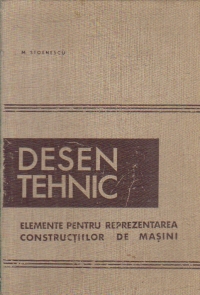 M. STOENESCU
DESEN
TEHNIC
ELEMENTE PENTRU REPREZENTAREA
CONSTRUCȚIILOR DE MAȘINI